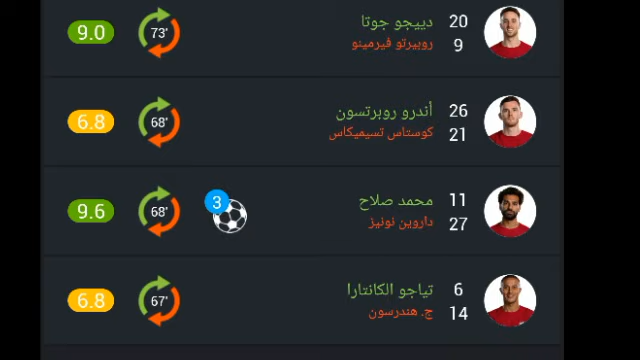 دييجو جوتا 20 73' 9.0
روبيرتو فيرمينو 9
أندرو روبرتسون 26 68' 6.8
كوستاس تسيميكاس 21
محمد صلاح 11 3 68' 9.6
داروين نونيز 27
تياجو الكانتارا 6 67' 6.8
ج. هندرسون 14